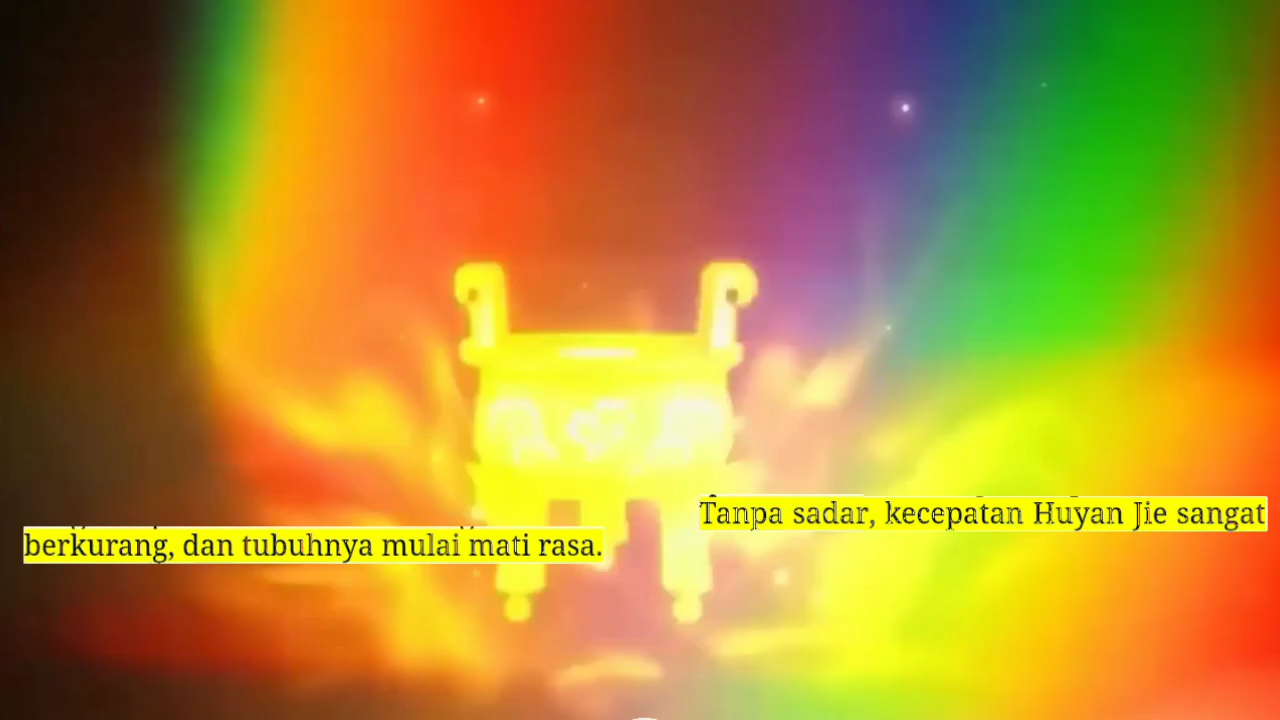 Tanpa sadar, kecepatan Huyan Jie sangat
berkurang, dan tubuhnya mulai mati rasa.